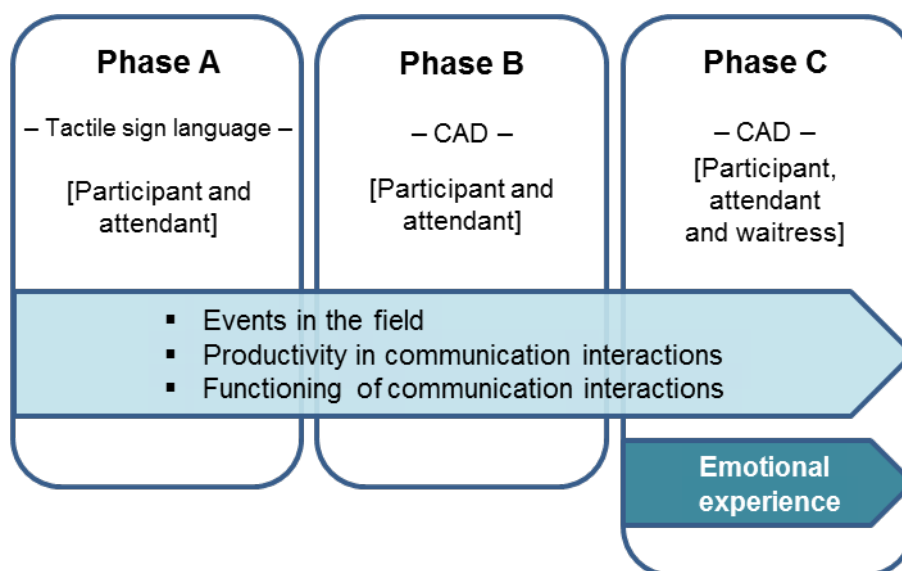 Phase A
– Tactile sign language –
[Participant and
attendant]
Phase B
– CAD –
[Participant and
attendant]
Phase C
– CAD –
[Participant,
attendant
and waitress]
▪ Events in the field
▪ Productivity in communication interactions
▪ Functioning of communication interactions
Emotional
experience